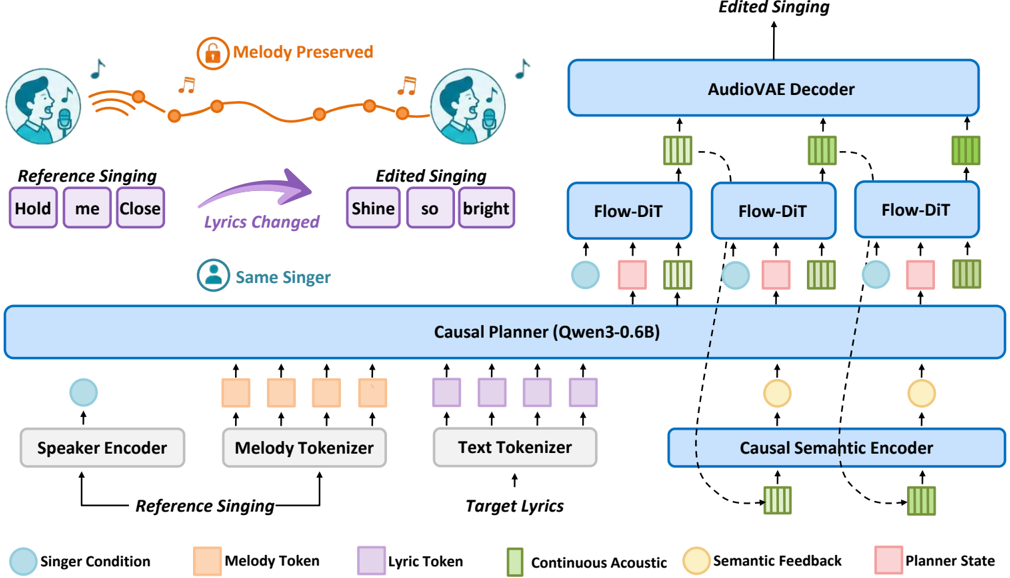 Edited Singing
Melody Preserved
AudioVAE Decoder
Reference Singing
Edited Singing
Hold me Close
Lyrics Changed
Shine so bright
Flow-DiT Flow-DiT Flow-DiT
Same Singer
Causal Planner (Qwen3-0.6B)
Speaker Encoder
Melody Tokenizer
Text Tokenizer
Causal Semantic Encoder
Reference Singing
Target Lyrics
Singer Condition
Melody Token
Lyric Token
Continuous Acoustic
Semantic Feedback
Planner State